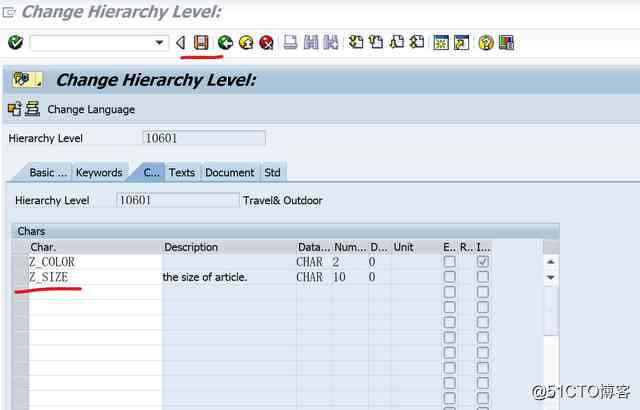 Change Hierarchy Level:
Change Hierarchy Level:
Change Language
Hierarchy Level 10601
Basic ... Keywords C... Texts Document Std
Hierarchy Level 10601 Travel& Outdoor
Chars
Char. Description Data... Num... D... Unit E.. R.. I...
Z_COLOR CHAR 2 0
Z_SIZE the size of article. CHAR 10 0
@51CTO博客